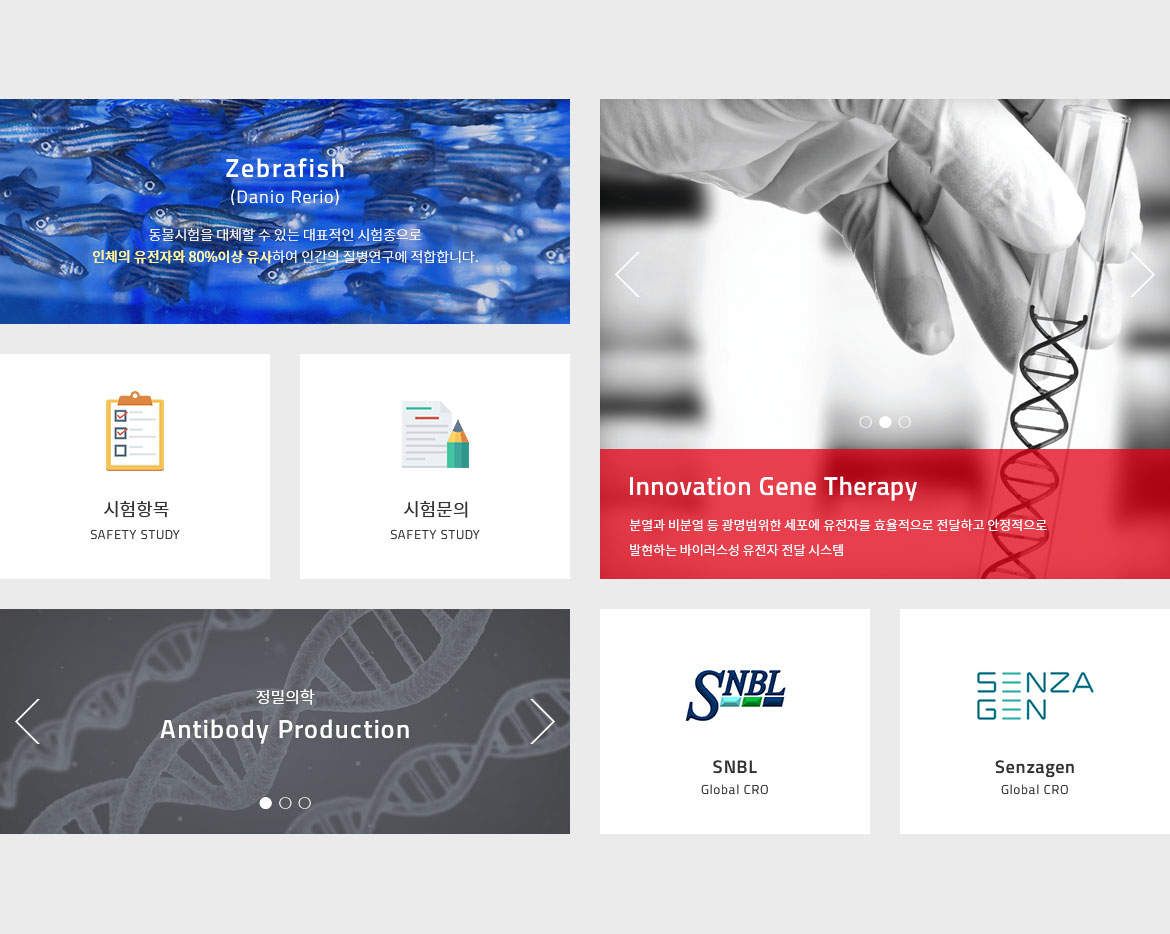 Zebrafish
(Danio Rerio)
동물시험을 대체할 수 있는 대표적인 시험종으로
인체의 유전자와 80%이상 유사하여 인간의 질병연구에 적합합니다.
Innovation Gene Therapy
분열과 비분열 등 광명범위한 세포에 유전자를 효율적으로 전달하고 안정적으로
발현하는 바이러스성 유전자 전달 시스템
시험항목
SAFETY STUDY
시험문의
SAFETY STUDY
정밀의학
Antibody Production
SNBL
SNBL
Global CRO
SENZA
GEN
Senzagen
Global CRO